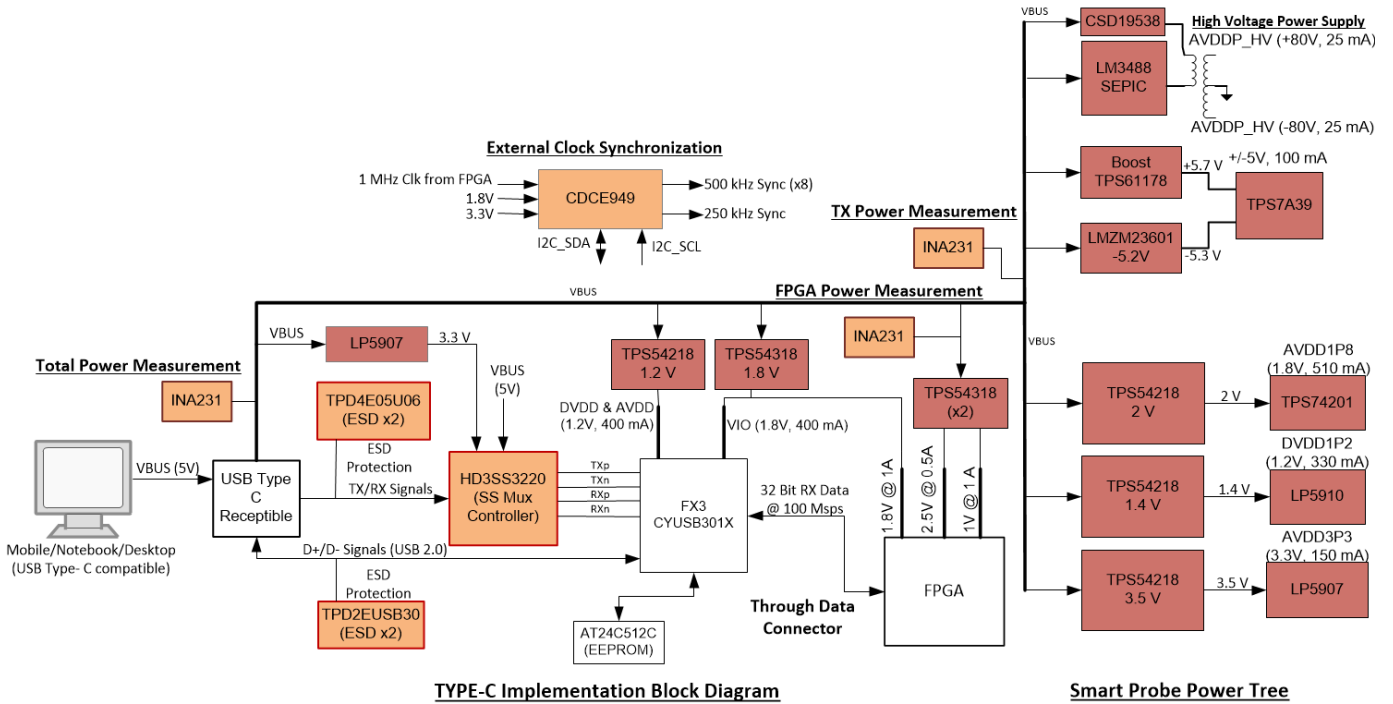 VBUS
CSD19538
High Voltage Power Supply
AVDDP_HV (+80V, 25 mA)
LM3488
SEPIC
AVDDP_HV (-80V, 25 mA)
External Clock Synchronization
1 MHz Clk from FPGA
1.8V
3.3V
CDCE949
500 kHz Sync (x8)
250 kHz Sync
I2C_SDA
I2C_SCL
Boost
TPS61178
+5.7 V
+/-5V, 100 mA
TPS7A39
LMZM23601
-5.2V
-5.3 V
TX Power Measurement
INA231
VBUS
FPGA Power Measurement
INA231
VBUS
LP5907
3.3 V
VBUS
(5V)
Total Power Measurement
INA231
TPD4E05U06
(ESD x2)
ESD
Protection
TPS54218
1.2 V
TPS54318
1.8 V
TPS54318
(x2)
DVDD & AVDD
(1.2V, 400 mA)
VIO (1.8V, 400 mA)
VBUS
TPS54218
2 V
2 V
AVDD1P8
(1.8V, 510 mA)
TPS74201
VBUS (5V)
USB Type
C
Receptible
TX/RX Signals
HD3SS3220
(SS Mux
Controller)
TXp
TXn
RXp
RXn
FX3
CYUSB301X
32 Bit RX Data
@ 100 Msps
1.8V @ 1A
2.5V @ 0.5A
1V @ 1 A
TPS54218
1.4 V
1.4 V
DVDD1P2
(1.2V, 330 mA)
LP5910
Mobile/Notebook/Desktop
(USB Type- C compatible)
D+/D- Signals (USB 2.0)
ESD
Protection
TPD2EUSB30
(ESD x2)
AT24C512C
(EEPROM)
Through Data
Connector
FPGA
TPS54218
3.5 V
3.5 V
AVDD3P3
(3.3V, 150 mA)
LP5907
TYPE-C Implementation Block Diagram
Smart Probe Power Tree